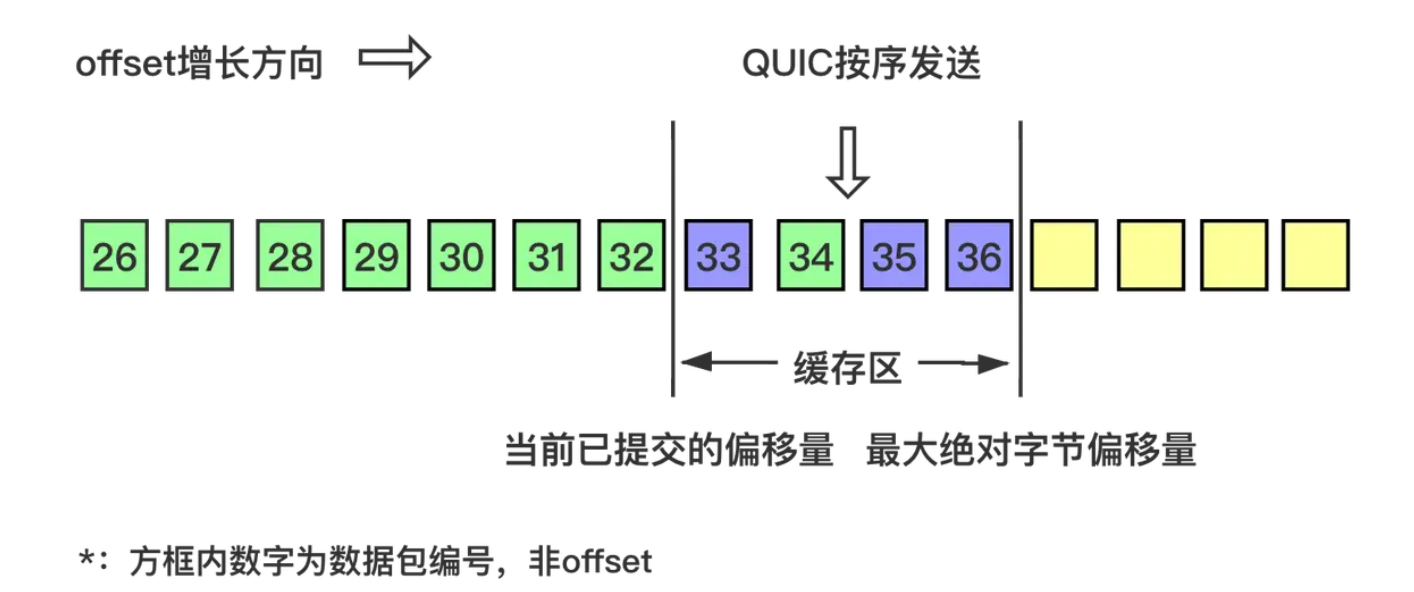 offset增长方向
QUIC按序发送
26 27 28 29 30 31 32 33 34 35 36
缓存区
当前已提交的偏移量 最大绝对字节偏移量
*：方框内数字为数据包编号，非offset